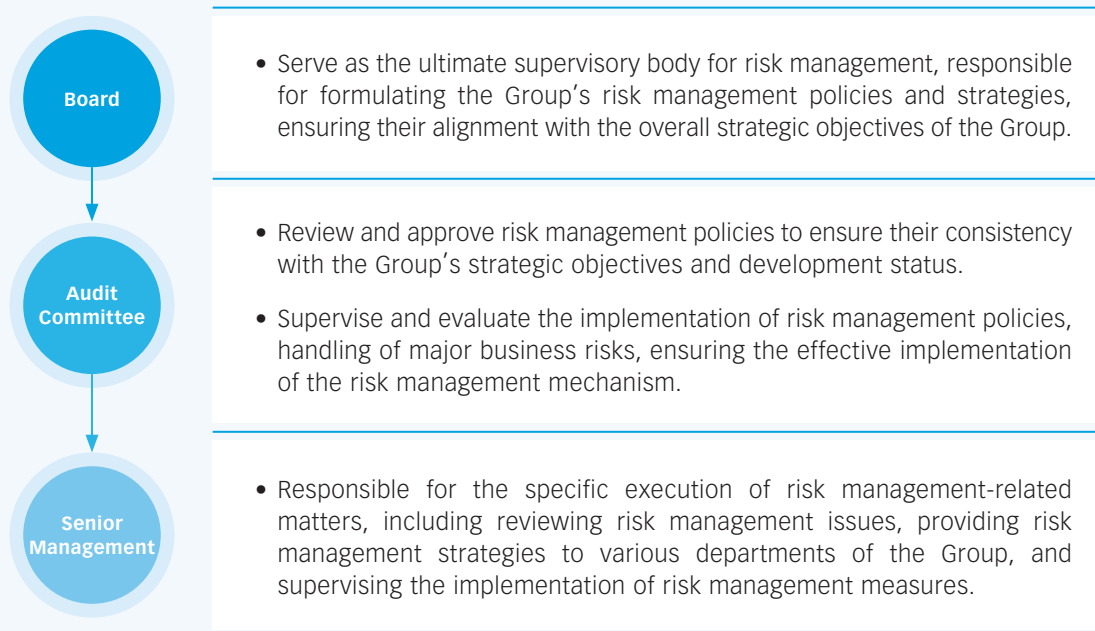 Board
• Serve as the ultimate supervisory body for risk management, responsible
for formulating the Group's risk management policies and strategies,
ensuring their alignment with the overall strategic objectives of the Group.
Audit
Committee
• Review and approve risk management policies to ensure their consistency
with the Group's strategic objectives and development status.
• Supervise and evaluate the implementation of risk management policies,
handling of major business risks, ensuring the effective implementation
of the risk management mechanism.
Senior
Management
• Responsible for the specific execution of risk management-related
matters, including reviewing risk management issues, providing risk
management strategies to various departments of the Group, and
supervising the implementation of risk management measures.